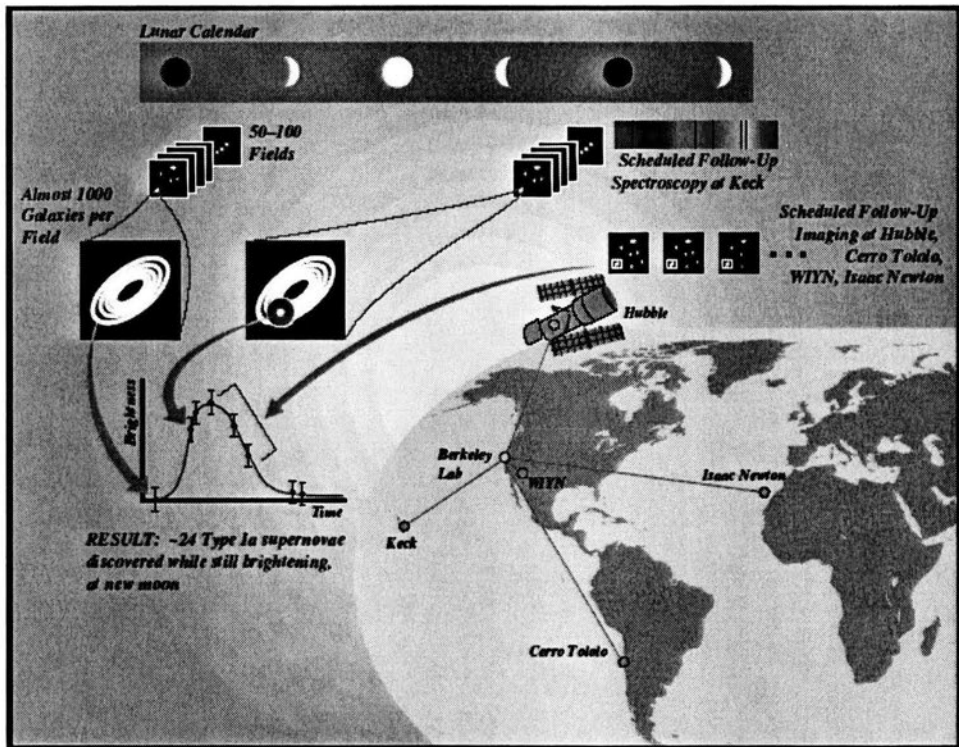 Lunar Calendar
50–100
Fields
Almost 1000
Galaxies per
Field
Scheduled Follow-Up
Spectroscopy at Keck
Scheduled Follow-Up
Imaging at Hubble,
Cerro Tololo,
WIYN, Isaac Newton
Hubble
Brightness
Time
RESULT: ~24 Type Ia supernovae
discovered while still brightening,
at new moon
Berkeley
Lab
WIYN
Isaac Newton
Keck
Cerro Tololo